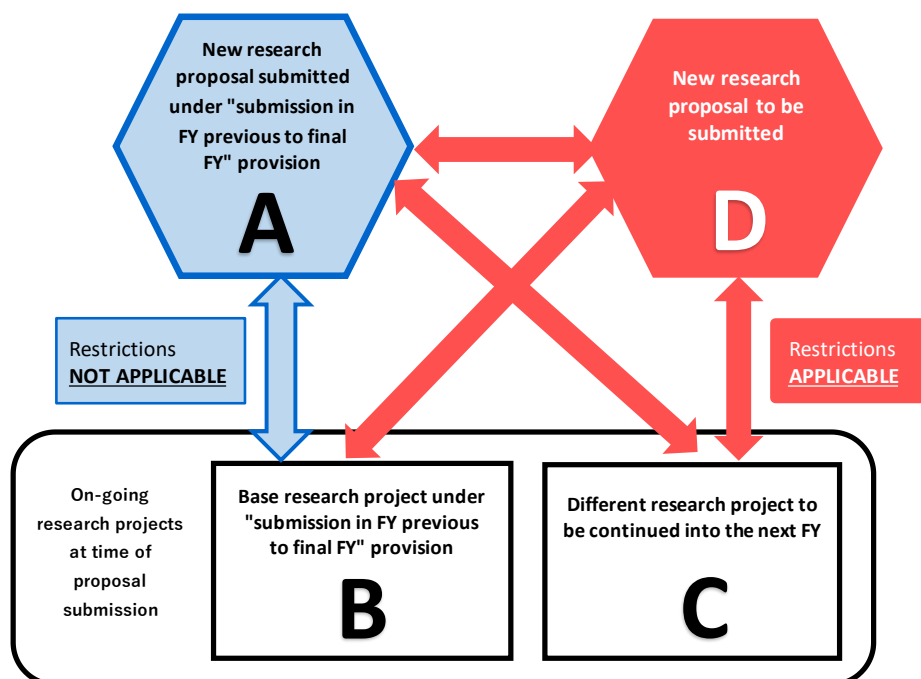 New research
proposal submitted
under "submission in
FY previous to final
FY" provision
A
New research
proposal to be
submitted
D
Restrictions
NOT APPLICABLE
Restrictions
APPLICABLE
On-going
research projects
at time of
proposal
submission
Base research project under
"submission in FY previous
to final FY" provision
B
Different research project to
be continued into the next FY
C